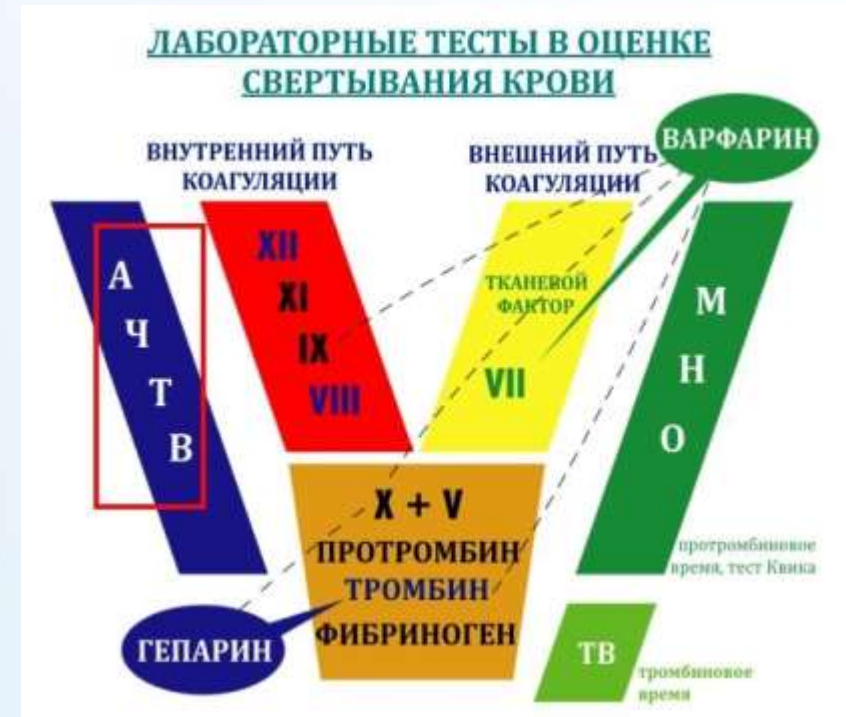 ЛАБОРАТОРНЫЕ ТЕСТЫ В ОЦЕНКЕ
СВЕРТЫВАНИЯ КРОВИ
ВНУТРЕННИЙ ПУТЬ
КОАГУЛЯЦИИ
ВНЕШНИЙ ПУТЬ
КОАГУЛЯЦИИ
ВАРФАРИН
А
Ч
Т
В
XII
XI
IX
VIII
ТКАНЕВОЙ
ФАКТОР
VII
М
Н
О
X + V
ПРОТРОМБИН
ТРОМБИН
ФИБРИНОГЕН
ГЕПАРИН
протромбиновое
время, тест Квика
ТВ
тромбиновое
время